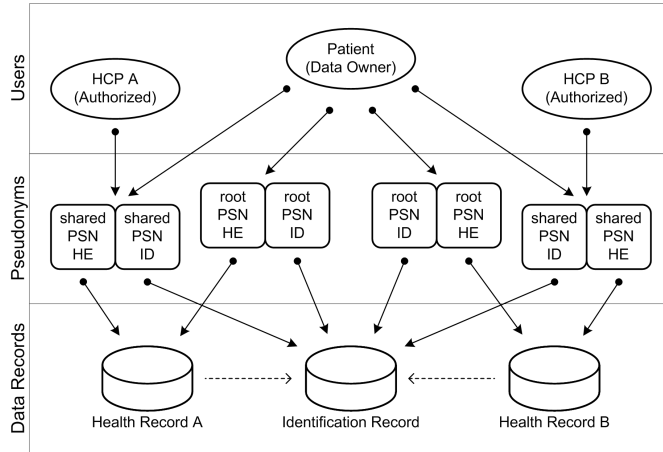 Users
Patient
(Data Owner)
HCP A
(Authorized)
HCP B
(Authorized)
Pseudonyms
shared
PSN
HE
shared
PSN
ID
root
PSN
HE
root
PSN
ID
root
PSN
ID
root
PSN
HE
shared
PSN
ID
shared
PSN
HE
Data Records
Health Record A
Identification Record
Health Record B